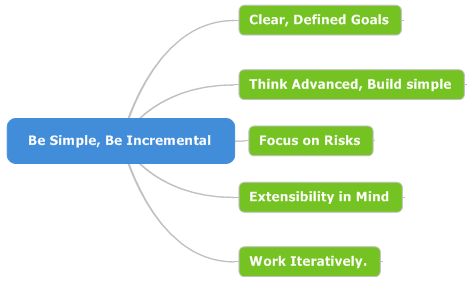 Clear, Defined Goals
Think Advanced, Build simple
Be Simple, Be Incremental
Focus on Risks
Extensibility in Mind
Work Iteratively.